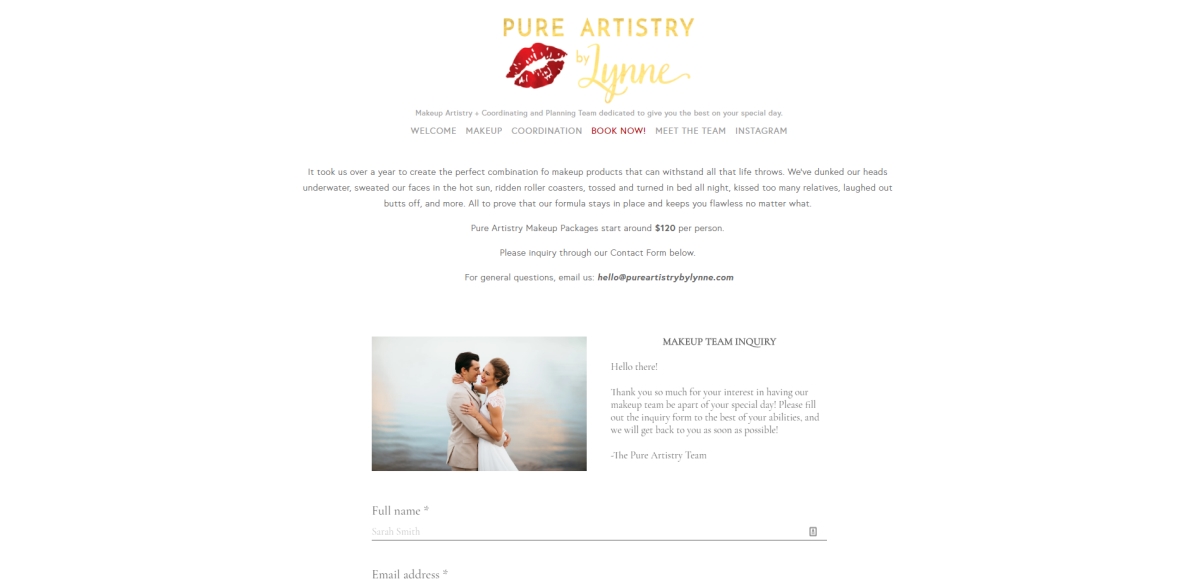 PURE ARTISTRY
by Lynne
Makeup Artistry + Coordinating and Planning Team dedicated to give you the best on your special day.
WELCOME MAKEUP COORDINATION BOOK NOW! MEET THE TEAM INSTAGRAM
It took us over a year to create the perfect combination fo makeup products that can withstand all that life throws. We've dunked our heads
underwater, sweated our faces in the hot sun, ridden roller coasters, tossed and turned in bed all night, kissed too many relatives, laughed out
butts off, and more. All to prove that our formula stays in place and keeps you flawless no matter what.
Pure Artistry Makeup Packages start around $120 per person.
Please inquiry through our Contact Form below.
For general questions, email us: hello@pureartistrybylynne.com
MAKEUP TEAM INQUIRY
Hello there!
Thank you so much for your interest in having our
makeup team be apart of your special day! Please fill
out the inquiry form to the best of your abilities, and
we will get back to you as soon as possible!
-The Pure Artistry Team
Full name *
Sarah Smith
Email address *